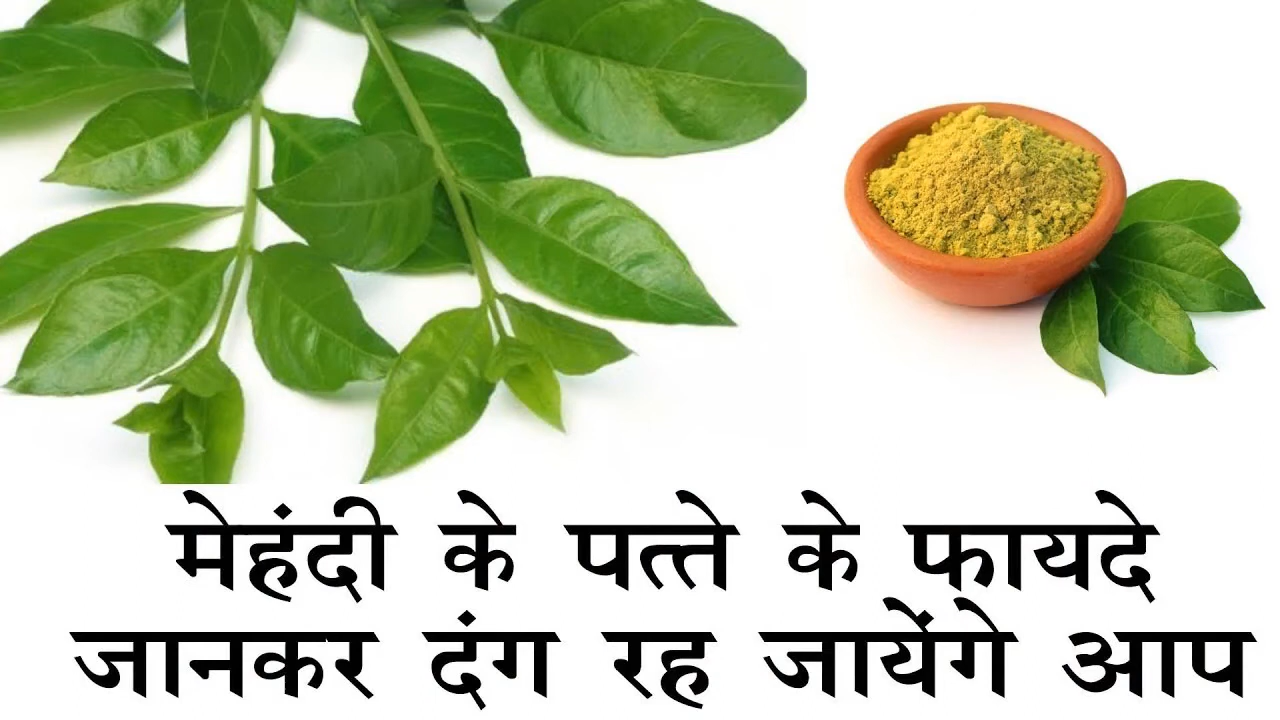 मेहंदी के पत्ते के फायदे
जानकर दंग रह जायेंगे आप